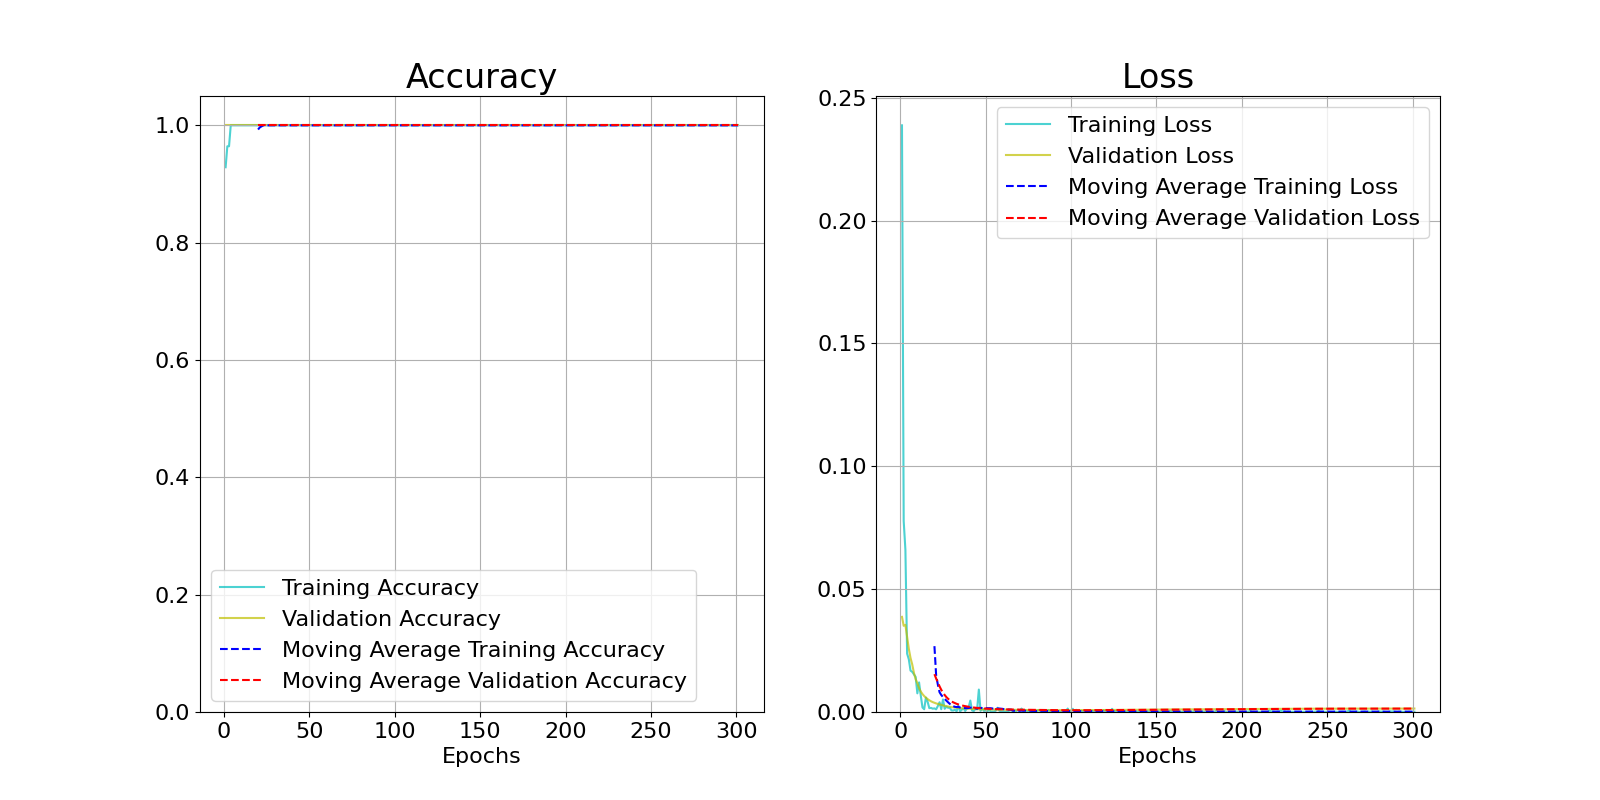 Accuracy
1.0
0.8
0.6
0.4
0.2
0.0
Training Accuracy
Validation Accuracy
Moving Average Training Accuracy
Moving Average Validation Accuracy
0 50 100 150 200 250 300
Epochs
Loss
0.25
0.20
0.15
0.10
0.05
0.00
Training Loss
Validation Loss
Moving Average Training Loss
Moving Average Validation Loss
0 50 100 150 200 250 300
Epochs